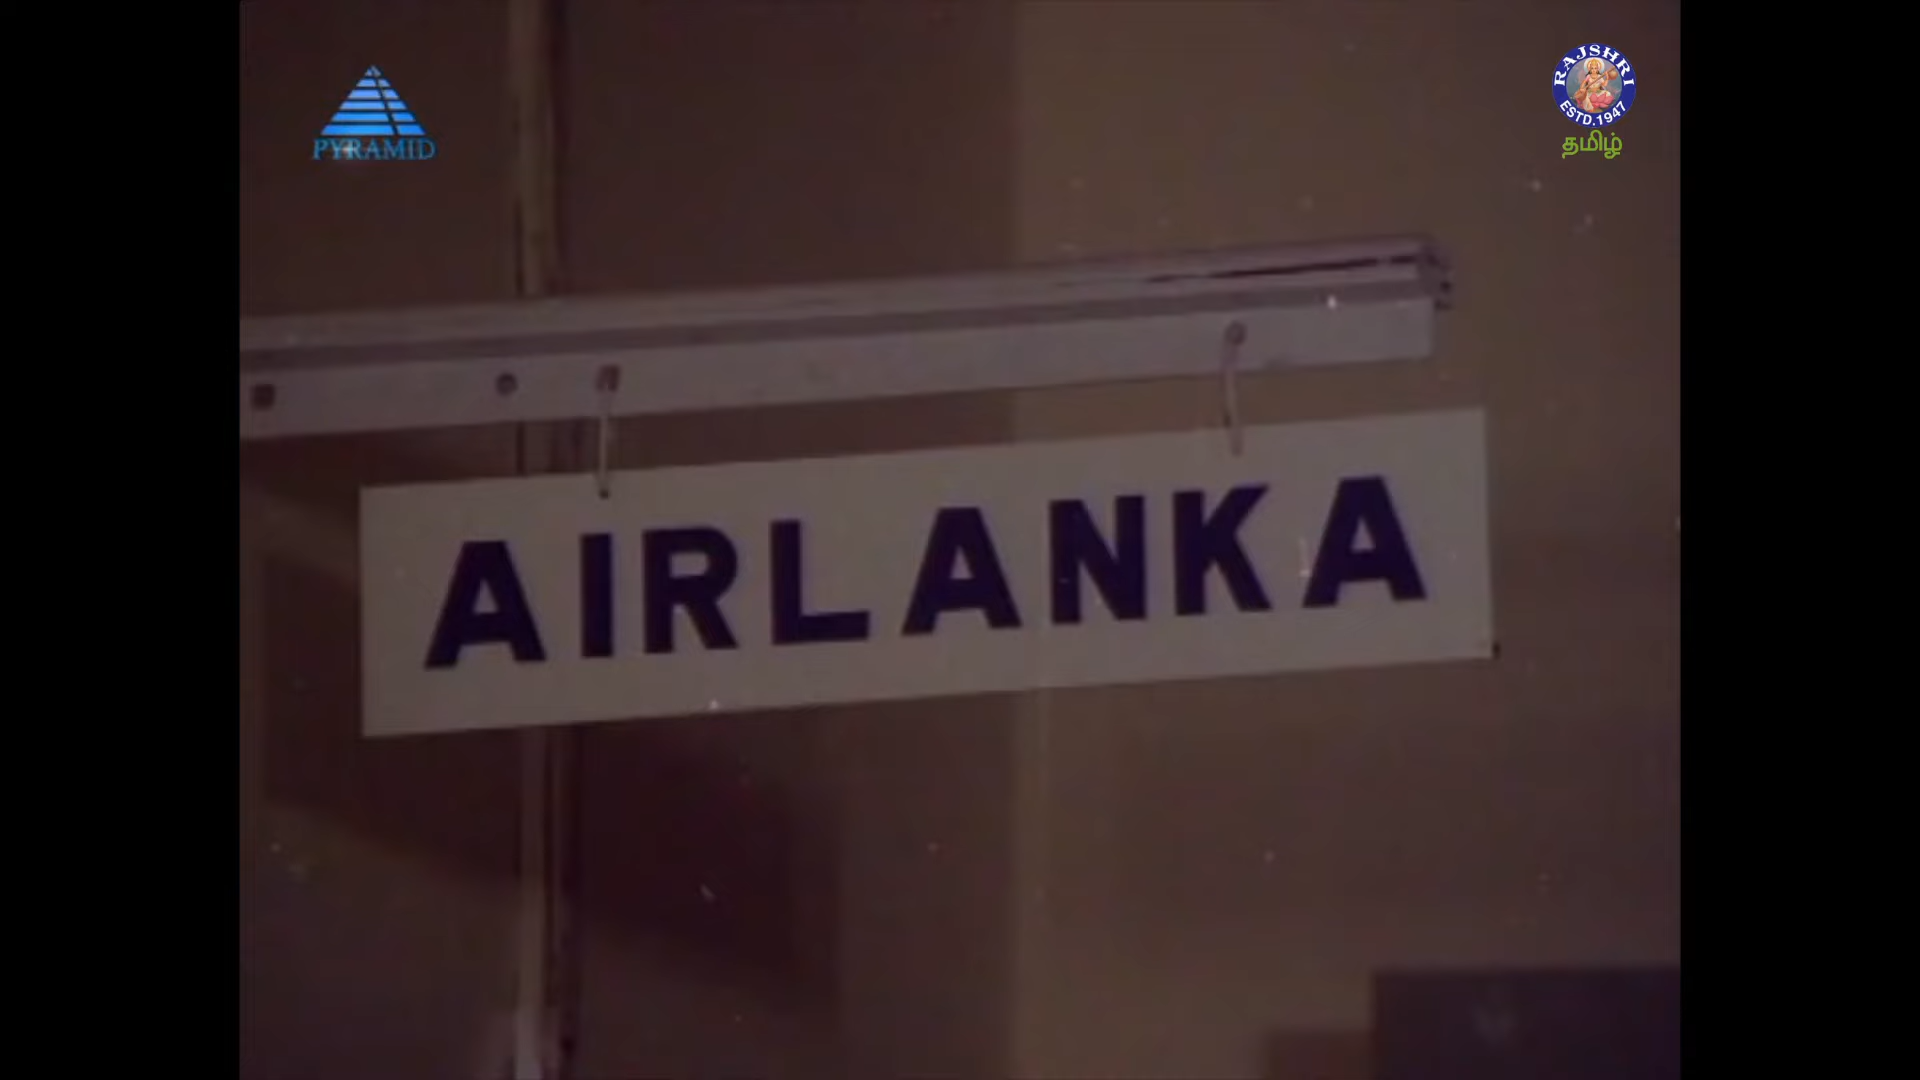 PYRAMID
RAJSHRI
ESTD.1947
தமிழ்
AIRLANKA